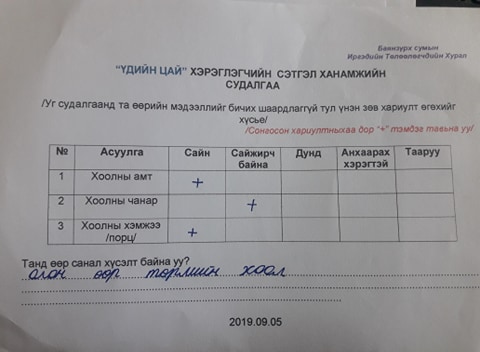 Баянзүрх сумын
Иргэдийн Төлөөлөгчдийн Хурал
“ҮДИЙН ЦАЙ” ХЭРЭГЛЭГЧИЙН СЭТГЭЛ ХАНАМЖИЙН
СУДАЛГАА
/Уг судалгаанд та өөрийн мэдээллийг бичих шаардлаггүй тул үнэн зөв хариулт өгөхийг
хүсье/
/Сонгосон хариултныхаа дор “+” тэмдэг тавьна уу/
№ Асуулга Сайн Сайжирч байна Дунд Анхаарах хэрэгтэй Тааруу
1 Хоолны амт +
2 Хоолны чанар +
3 Хоолны хэмжээ /порц/ +
Танд өөр санал хүсэлт байна уу?
олон өөр төрлийн хоол
2019.09.05